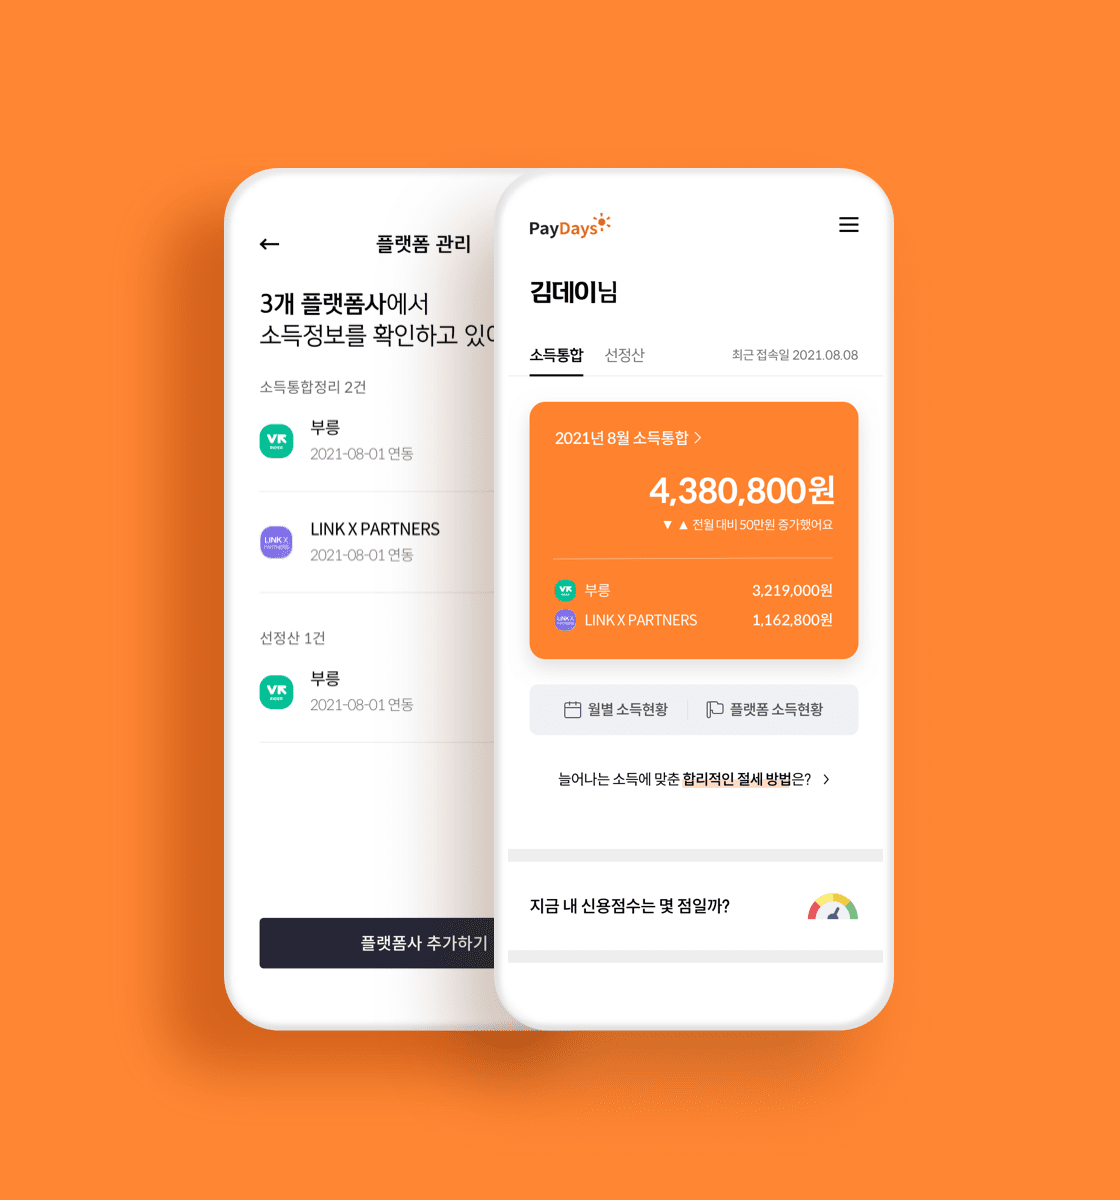 플랫폼 관리
3개 플랫폼사에서
소득정보를 확인하고 있
소득통합정리 2건
VR
부릉
2021-08-01 연동
LINK X
PARTNERS
LINK X PARTNERS
2021-08-01 연동
선정산 1건
VR
부릉
2021-08-01 연동
플랫폼사 추가하기
PayDays
김데이님
소득통합 선정산 최근 접속일 2021.08.08
2021년 8월 소득통합 >
4,380,800원
▼ ▲ 전월 대비 50만원 증가했어요
VR 부릉 3,219,000원
LINK X PARTNERS 1,162,800원
월별 소득현황 플랫폼 소득현황
늘어나는 소득에 맞춘 합리적인 절세 방법은? >
지금 내 신용점수는 몇 점일까?